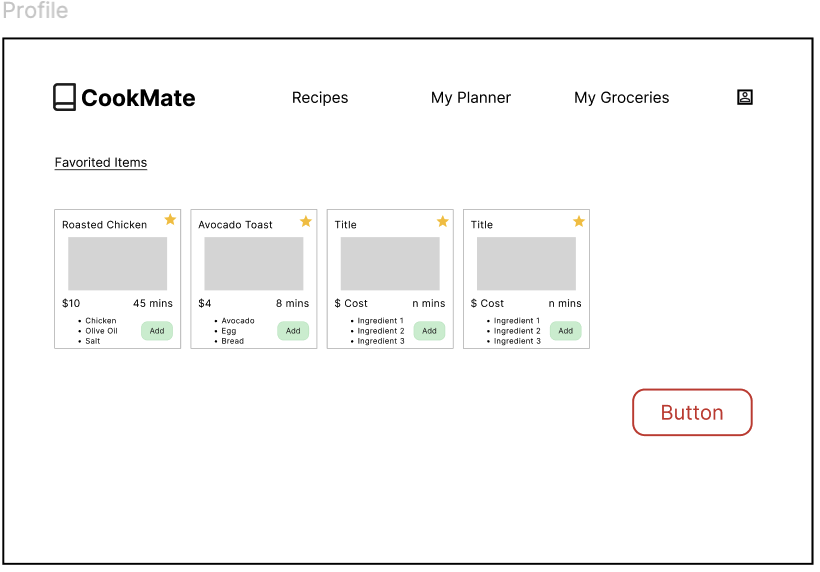 Profile
CookMate Recipes My Planner My Groceries
Favorited Items
Roasted Chicken
$10 45 mins
• Chicken
• Olive Oil
• Salt
Add
Avocado Toast
$4 8 mins
• Avocado
• Egg
• Bread
Add
Title
$ Cost n mins
• Ingredient 1
• Ingredient 2
• Ingredient 3
Add
Title
$ Cost n mins
• Ingredient 1
• Ingredient 2
• Ingredient 3
Add
Button